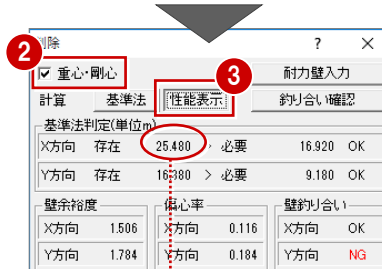 削除 ? ×
2 重心・剛心 耐力壁入力
3
計算 基準法 性能表示 釣り合い確認
基準法判定(単位m)
X方向 存在 25.480 > 必要 16.920 OK
Y方向 存在 16.380 > 必要 9.180 OK
壁余裕度 偏心率 壁釣り合い
X方向 1.506 X方向 0.116 X方向 OK
Y方向 1.784 Y方向 0.184 Y方向 NG